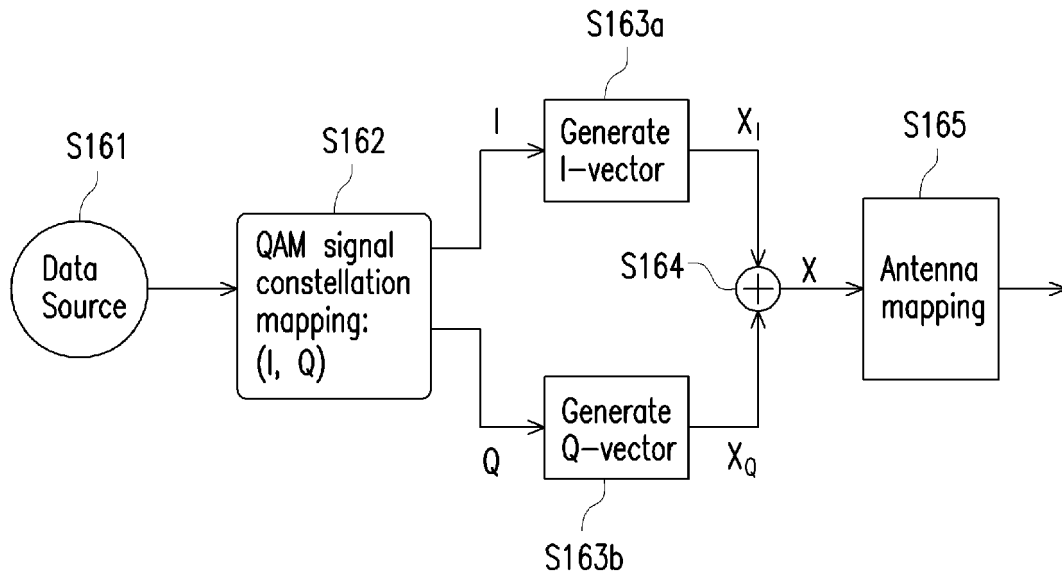 S161
Data
Source
S162
QAM signal
constellation
mapping:
(I, Q)
I
Q
S163a
Generate
I-vector
X_I
Generate
Q-vector
X_Q
S163b
S164
X
S165
Antenna
mapping